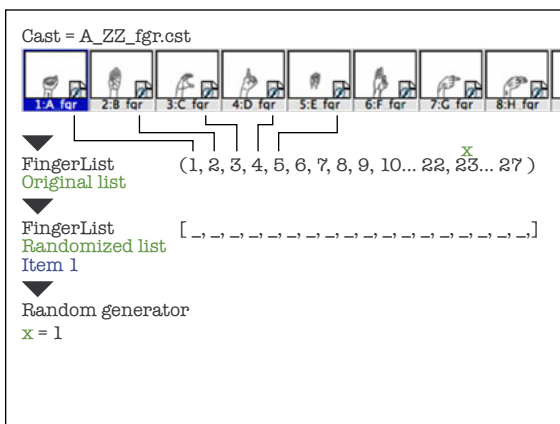 Cast = A_ZZ_fgr.cst
1:A fgr 2:B fgr 3:C fgr 4:D fgr 5:E fgr 6:F fgr 7:G fgr 8:H fgr
x
FingerList (1, 2, 3, 4, 5, 6, 7, 8, 9, 10... 22, 23... 27 )
Original list
FingerList [ _, _, _, _, _, _, _, _, _, _, _, _, _, _, _, _, _, _,]
Randomized list
Item 1
Random generator
x = 1